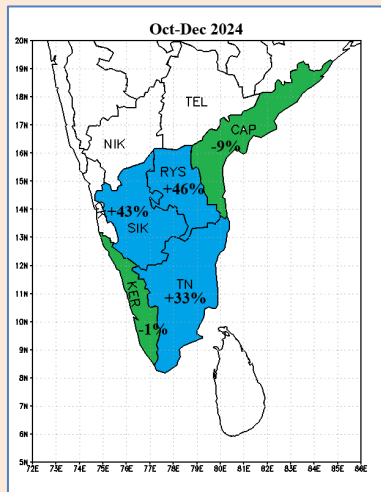 Oct-Dec 2024
20N
19N
18N
17N
16N
15N
14N
13N
12N
11N
10N
9N
8N
7N
6N
5N
TEL
CAP
-9%
NIK
RYS
+46%
+43%
SIK
TN
+33%
KER
-1%
72E 73E 74E 75E 76E 77E 78E 79E 80E 81E 82E 83E 84E 85E 86E